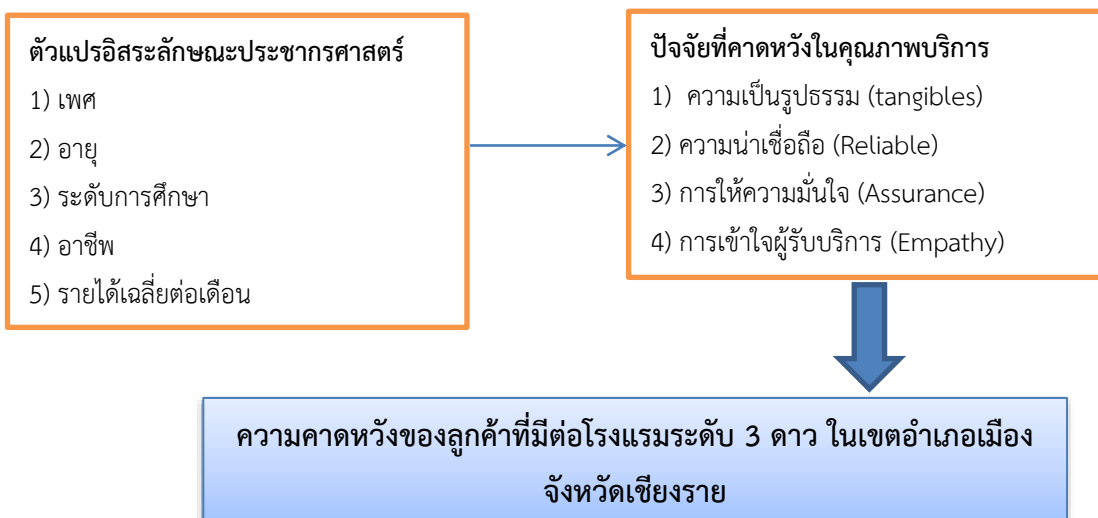 ตัวแปรอิสระลักษณะประชากรศาสตร์
1) เพศ
2) อายุ
3) ระดับการศึกษา
4) อาชีพ
5) รายได้เฉลี่ยต่อเดือน
ปัจจัยที่คาดหวังในคุณภาพบริการ
1) ความเป็นรูปธรรม (tangibles)
2) ความน่าเชื่อถือ (Reliable)
3) การให้ความมั่นใจ (Assurance)
4) การเข้าใจผู้รับบริการ (Empathy)
ความคาดหวังของลูกค้าที่มีต่อโรงแรมระดับ 3 ดาว ในเขตอำเภอเมือง
จังหวัดเชียงราย